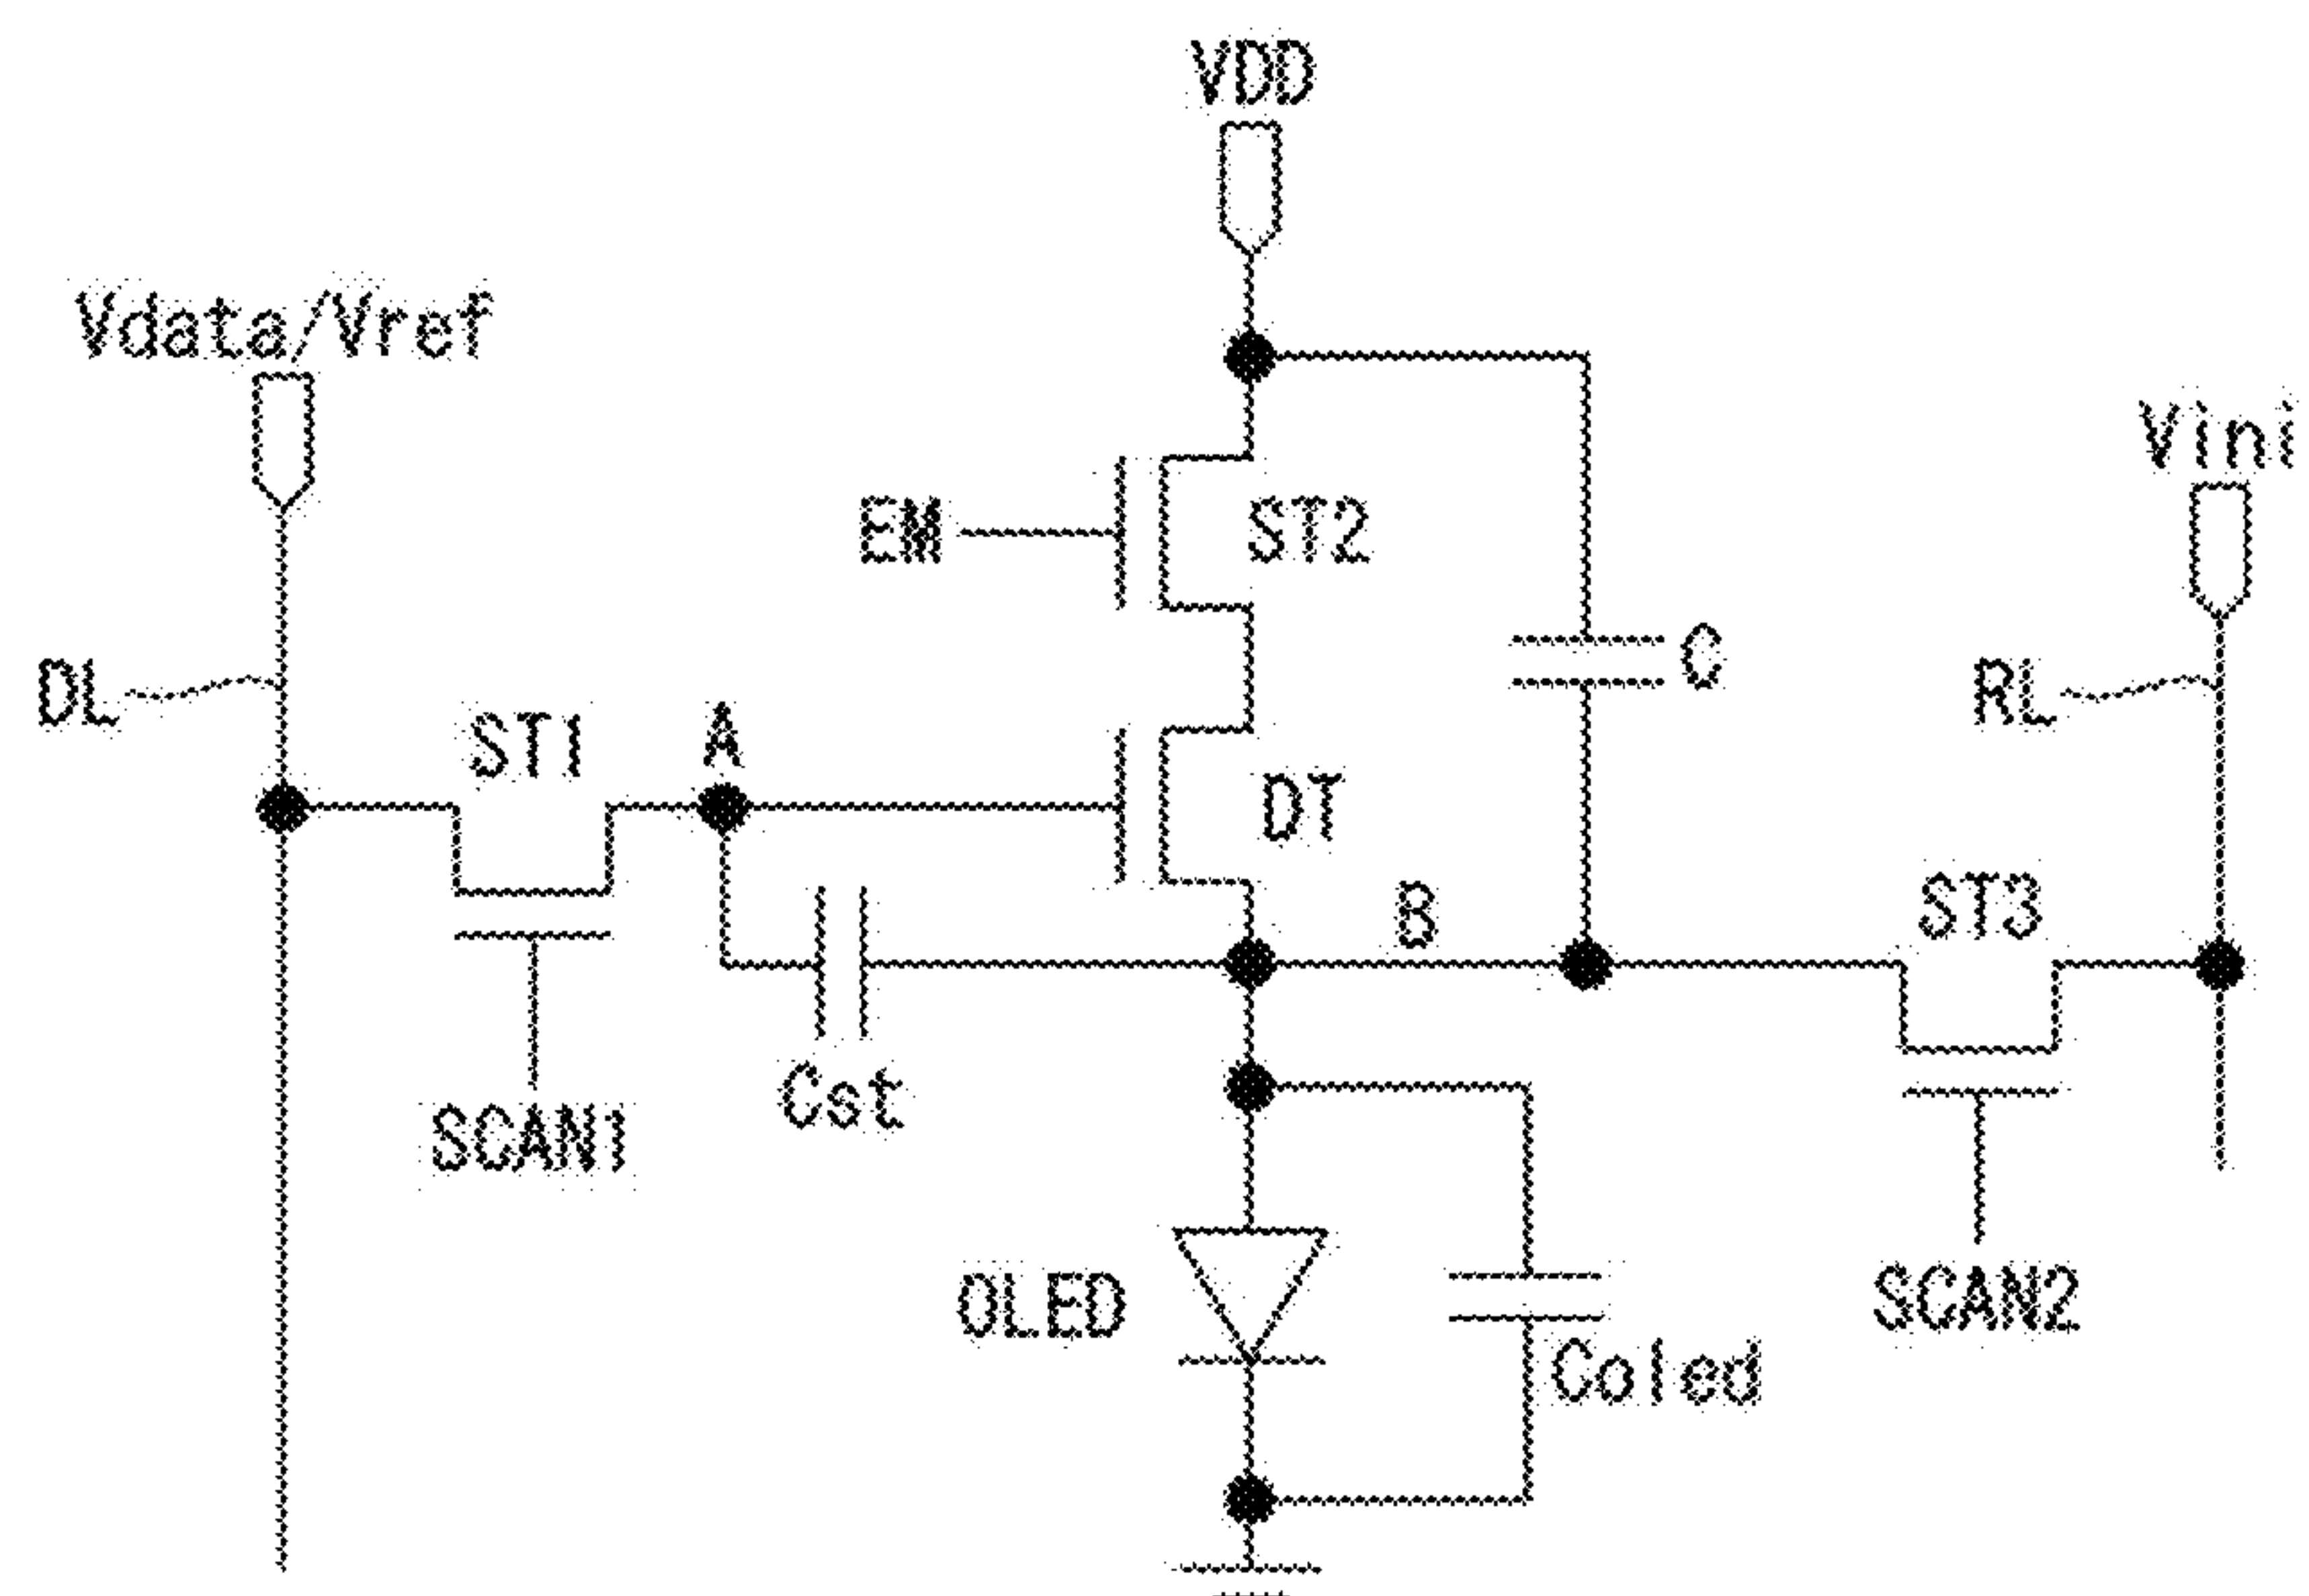 VDD
Vdata/Vref
Vini
EM
ST2
C
DL
RL
ST1
A
DT
B
ST3
Cst
SCAN1
OLED
SCAN2
Coled